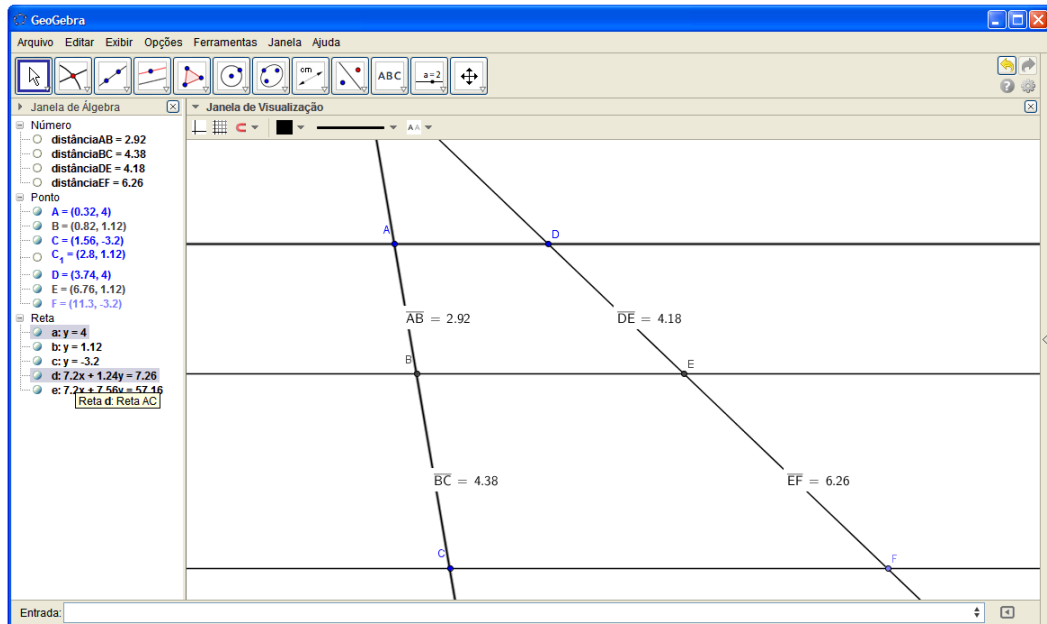 GeoGebra
Arquivo Editar Exibir Opções Ferramentas Janela Ajuda
cm
ABC
a=2
Janela de Álgebra
Janela de Visualização
A A
Número
distânciaAB = 2.92
distânciaBC = 4.38
distânciaDE = 4.18
distânciaEF = 6.26
Ponto
A = (0.32, 4)
B = (0.82, 1.12)
C = (1.56, -3.2)
C₁ = (2.8, 1.12)
D = (3.74, 4)
E = (6.76, 1.12)
F = (11.3, -3.2)
Reta
a: y = 4
b: y = 1.12
c: y = -3.2
d: 7.2x + 1.24y = 7.26
e: 7.2x + 7.56y = 57.16
Reta d: Reta AC
A
D
AB = 2.92
DE = 4.18
B
E
BC = 4.38
EF = 6.26
C
F
Entrada: